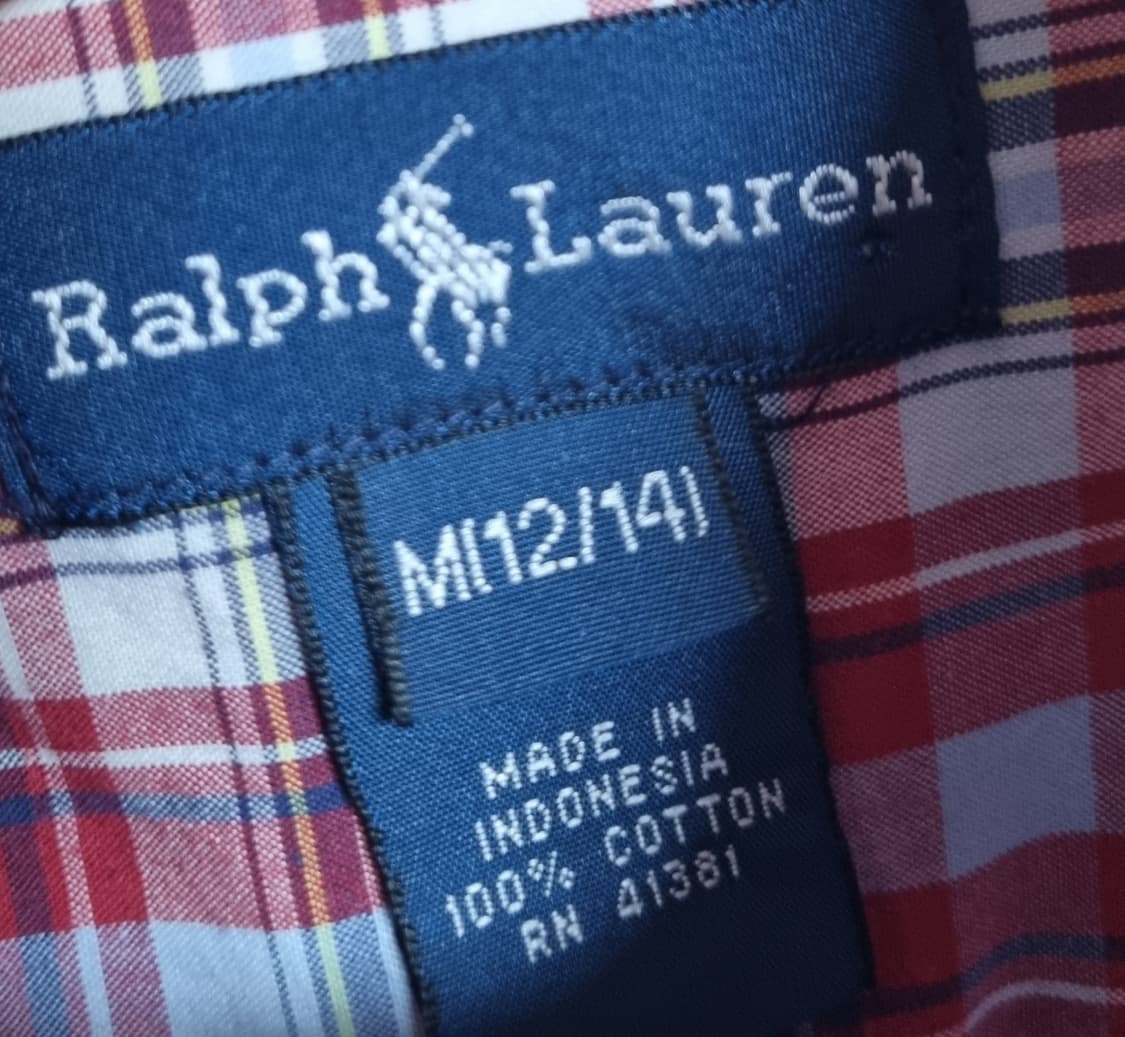 Ralph Lauren
M(12/14)
MADE IN
INDONESIA
100% COTTON
RN 41381